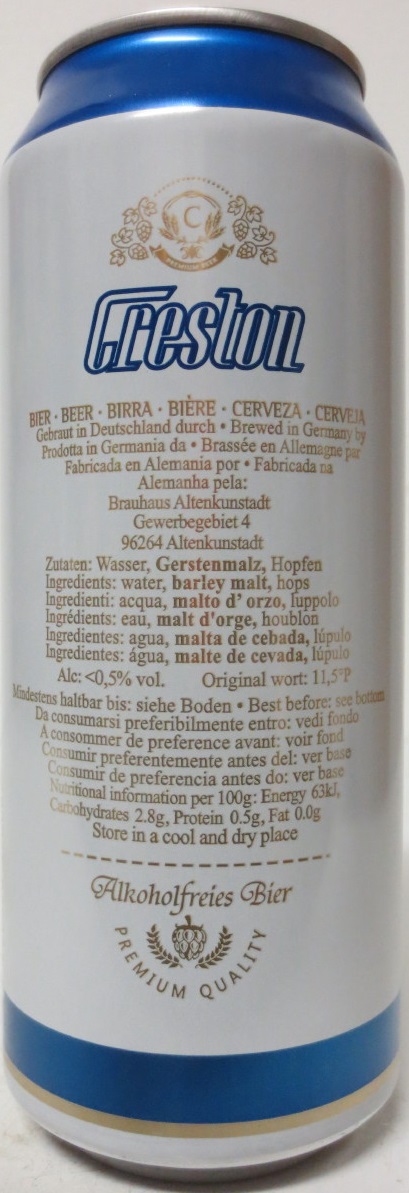 C
PREMIUM BEER
Creston
BIER · BEER · BIRRA · BIÈRE · CERVEZA · CERVEJA
Gebraut in Deutschland durch • Brewed in Germany by
Prodotta in Germania da • Brassée en Allemagne par
Fabricada en Alemania por • Fabricada na
Alemanha pela:
Brauhaus Altenkunstadt
Gewerbegebiet 4
96264 Altenkunstadt
Zutaten: Wasser, Gerstenmalz, Hopfen
Ingredients: water, barley malt, hops
Ingredienti: acqua, malto d' orzo, luppolo
Ingrédients: eau, malt d'orge, houblon
Ingredientes: agua, malta de cebada, lúpulo
Ingredientes: água, malte de cevada, lúpulo
Alc: <0,5% vol. Original wort: 11,5°P
Mindestens haltbar bis: siehe Boden • Best before: see bottom
Da consumarsi preferibilmente entro: vedi fondo
A consommer de preference avant: voir fond
Consumir preferentemente antes del: ver base
Consumir de preferencia antes do: ver base
Nutritional information per 100g: Energy 63kJ,
Carbohydrates 2.8g, Protein 0.5g, Fat 0.0g
Store in a cool and dry place
Alkoholfreies Bier
PREMIUM QUALITY